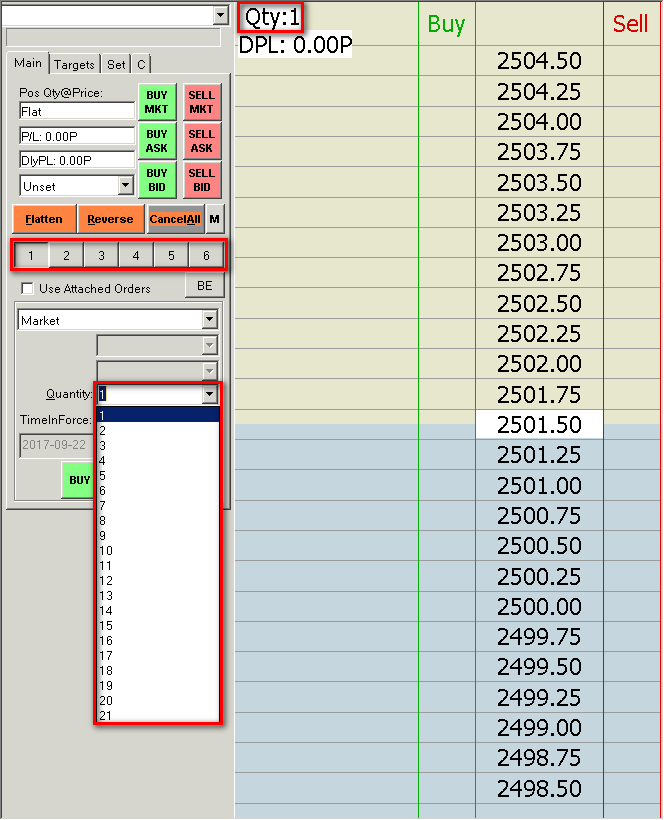 Main Targets Set C
Pos Qty@Price:
Flat
P/L: 0.00P
DlyPL: 0.00P
Unset
BUY MKT
SELL MKT
BUY ASK
SELL ASK
BUY BID
SELL BID
Flatten Reverse CancelAll M
1 2 3 4 5 6
Use Attached Orders BE
Market
Quantity: 1
TimeInForce:
2017-09-22
BUY
1
2
3
4
5
6
7
8
9
10
11
12
13
14
15
16
17
18
19
20
21
Qty:1
DPL: 0.00P
Buy Sell
2504.50
2504.25
2504.00
2503.75
2503.50
2503.25
2503.00
2502.75
2502.50
2502.25
2502.00
2501.75
2501.50
2501.25
2501.00
2500.75
2500.50
2500.25
2500.00
2499.75
2499.50
2499.25
2499.00
2498.75
2498.50